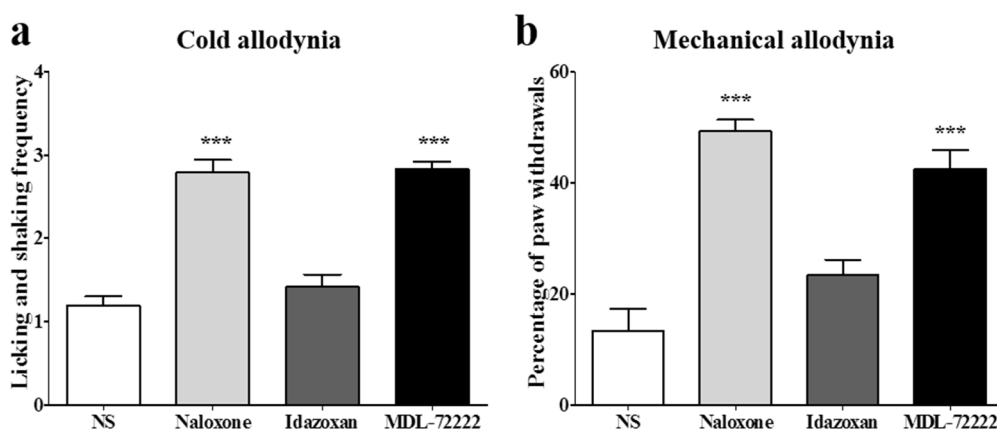 a
Cold allodynia
Licking and shaking frequency
4
3
2
1
0
***
***
NS
Naloxone
Idazoxan
MDL-72222
b
Mechanical allodynia
Percentage of paw withdrawals
60
40
20
0
***
***
NS
Naloxone
Idazoxan
MDL-72222